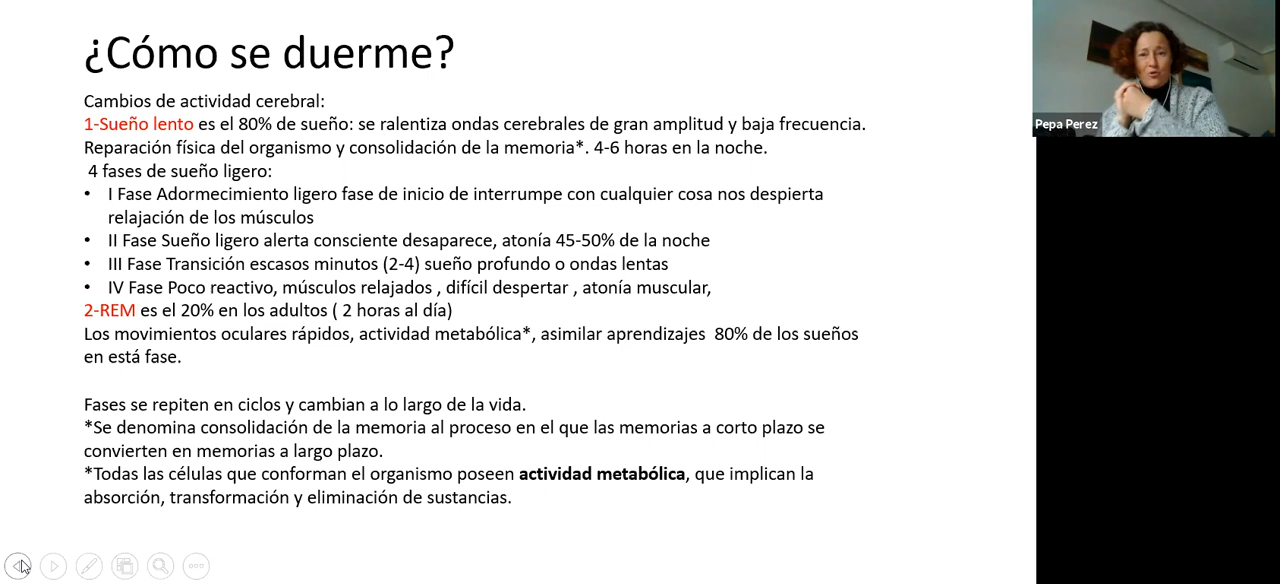 ¿Cómo se duerme?
Cambios de actividad cerebral:
1-Sueño lento es el 80% de sueño: se ralentiza ondas cerebrales de gran amplitud y baja frecuencia.
Reparación física del organismo y consolidación de la memoria*. 4-6 horas en la noche.
4 fases de sueño ligero:
• I Fase Adormecimiento ligero fase de inicio de interrumpe con cualquier cosa nos despierta
relajación de los músculos
• II Fase Sueño ligero alerta consciente desaparece, atonía 45-50% de la noche
• III Fase Transición escasos minutos (2-4) sueño profundo o ondas lentas
• IV Fase Poco reactivo, músculos relajados , difícil despertar , atonía muscular,
2-REM es el 20% en los adultos ( 2 horas al día)
Los movimientos oculares rápidos, actividad metabólica*, asimilar aprendizajes 80% de los sueños
en está fase.
Fases se repiten en ciclos y cambian a lo largo de la vida.
*Se denomina consolidación de la memoria al proceso en el que las memorias a corto plazo se
convierten en memorias a largo plazo.
*Todas las células que conforman el organismo poseen actividad metabólica, que implican la
absorción, transformación y eliminación de sustancias.
Pepa Perez